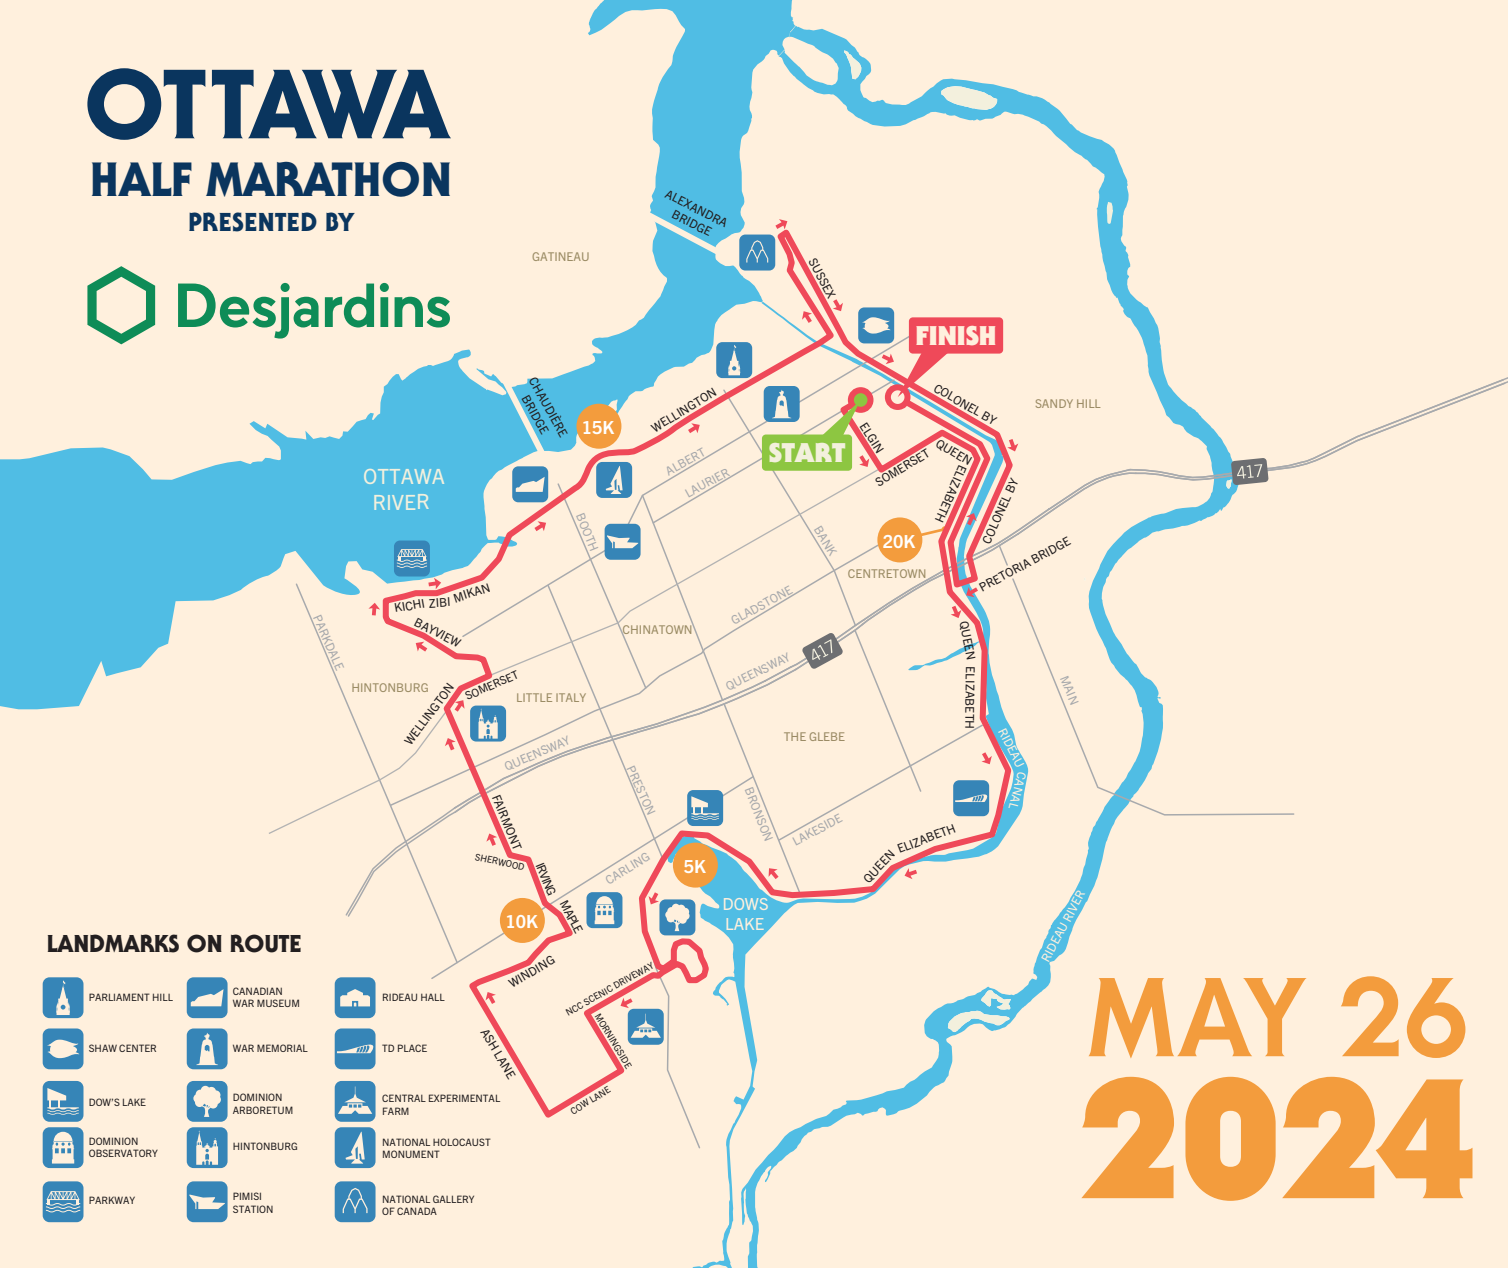 OTTAWA
HALF MARATHON
PRESENTED BY
Desjardins
ALEXANDRA
BRIDGE
GATINEAU
SUSSEX
FINISH
CHAUDIÈRE
BRIDGE
15K
WELLINGTON
COLONEL BY
SANDY HILL
ELGIN
START
SOMERSET
QUEEN ELIZABETH
ALBERT
LAURIER
417
OTTAWA
RIVER
COLONEL BY
BOOTH
BANK
20K
CENTRETOWN
PRETORIA BRIDGE
KICHI ZIBI MIKAN
BAYVIEW
GLADSTONE
CHINATOWN
PARKDALE
417
QUEEN ELIZABETH
QUEENSWAY
HINTONBURG
SOMERSET
LITTLE ITALY
MAIN
WELLINGTON
THE GLEBE
QUEENSWAY
RIDEAU CANAL
PRESTON
BRONSON
LAKESIDE
FAIRMONT
QUEEN ELIZABETH
SHERWOOD
CARLING
5K
IRVING
MAPLE
10K
DOWS
LAKE
RIDEAU RIVER
WINDING
NCC SCENIC DRIVEWAY
MORNINGSIDE
ASH LANE
COW LANE
LANDMARKS ON ROUTE
PARLIAMENT HILL
CANADIAN
WAR MUSEUM
RIDEAU HALL
SHAW CENTER
WAR MEMORIAL
TD PLACE
DOW'S LAKE
DOMINION
ARBORETUM
CENTRAL EXPERIMENTAL
FARM
DOMINION
OBSERVATORY
HINTONBURG
NATIONAL HOLOCAUST
MONUMENT
PARKWAY
PIMISI
STATION
NATIONAL GALLERY
OF CANADA
MAY 26
2024